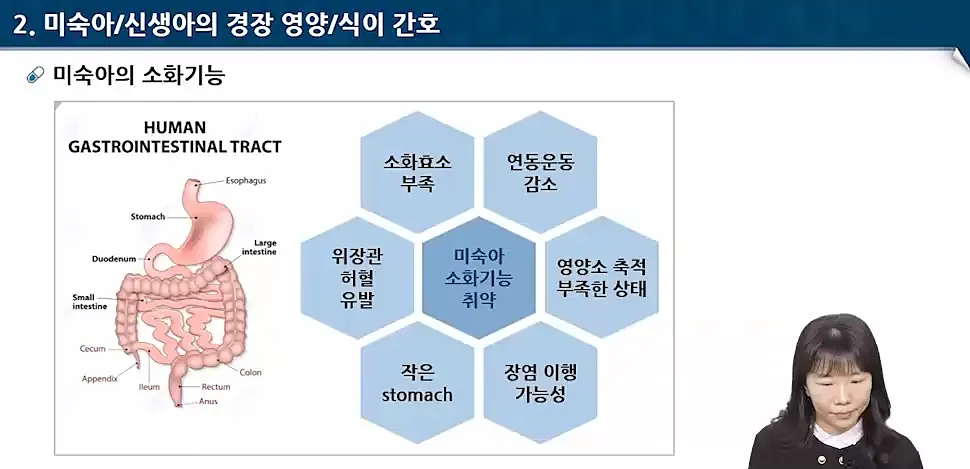 2. 미숙아/신생아의 경장 영양/식이 간호
미숙아의 소화기능
HUMAN
GASTROINTESTINAL TRACT
Esophagus
Stomach
Duodenum
Large
intestine
Small
intestine
Cecum
Appendix
Ileum
Colon
Rectum
Anus
소화효소
부족
연동운동
감소
위장관
허혈
유발
미숙아
소화기능
취약
영양소 축적
부족한 상태
작은
stomach
장염 이행
가능성